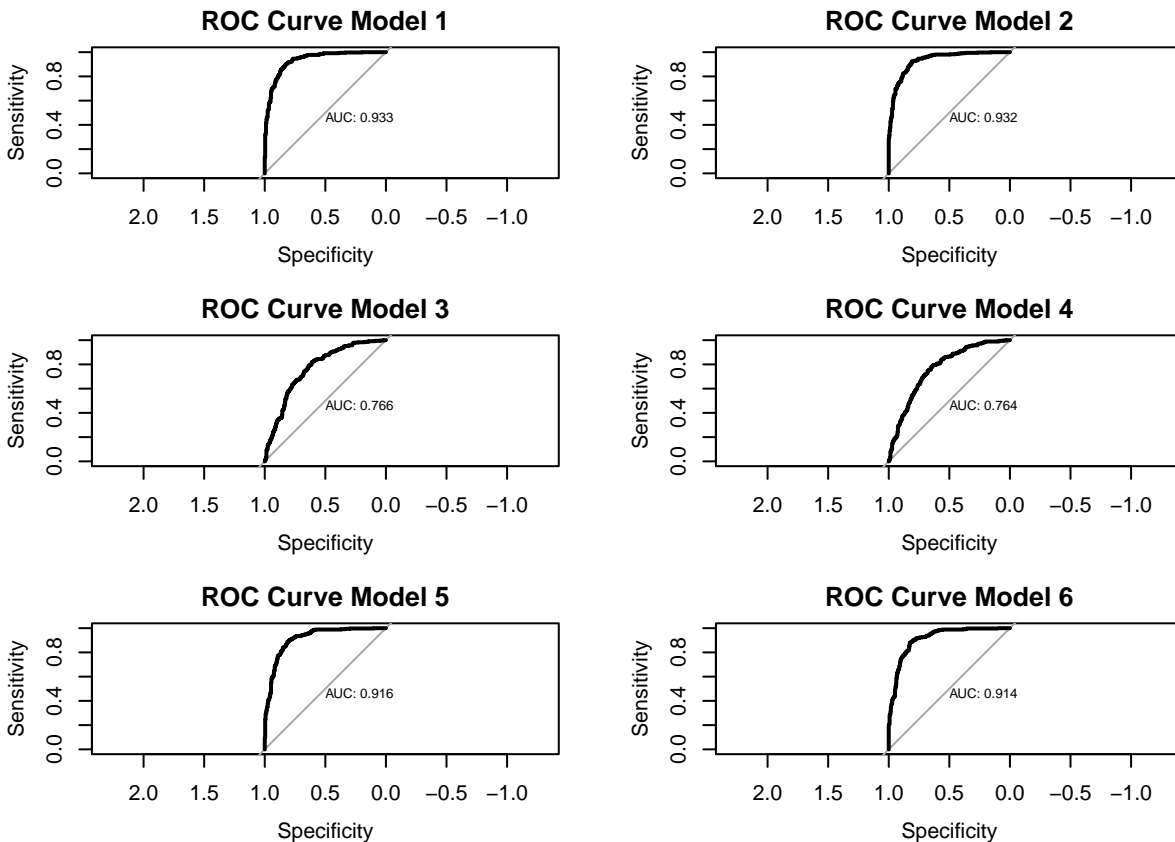 ROC Curve Model 1
Sensitivity
0.0 0.4 0.8
AUC: 0.933
2.0 1.5 1.0 0.5 0.0 −0.5 −1.0
Specificity
ROC Curve Model 2
Sensitivity
0.0 0.4 0.8
AUC: 0.932
2.0 1.5 1.0 0.5 0.0 −0.5 −1.0
Specificity
ROC Curve Model 3
Sensitivity
0.0 0.4 0.8
AUC: 0.766
2.0 1.5 1.0 0.5 0.0 −0.5 −1.0
Specificity
ROC Curve Model 4
Sensitivity
0.0 0.4 0.8
AUC: 0.764
2.0 1.5 1.0 0.5 0.0 −0.5 −1.0
Specificity
ROC Curve Model 5
Sensitivity
0.0 0.4 0.8
AUC: 0.916
2.0 1.5 1.0 0.5 0.0 −0.5 −1.0
Specificity
ROC Curve Model 6
Sensitivity
0.0 0.4 0.8
AUC: 0.914
2.0 1.5 1.0 0.5 0.0 −0.5 −1.0
Specificity